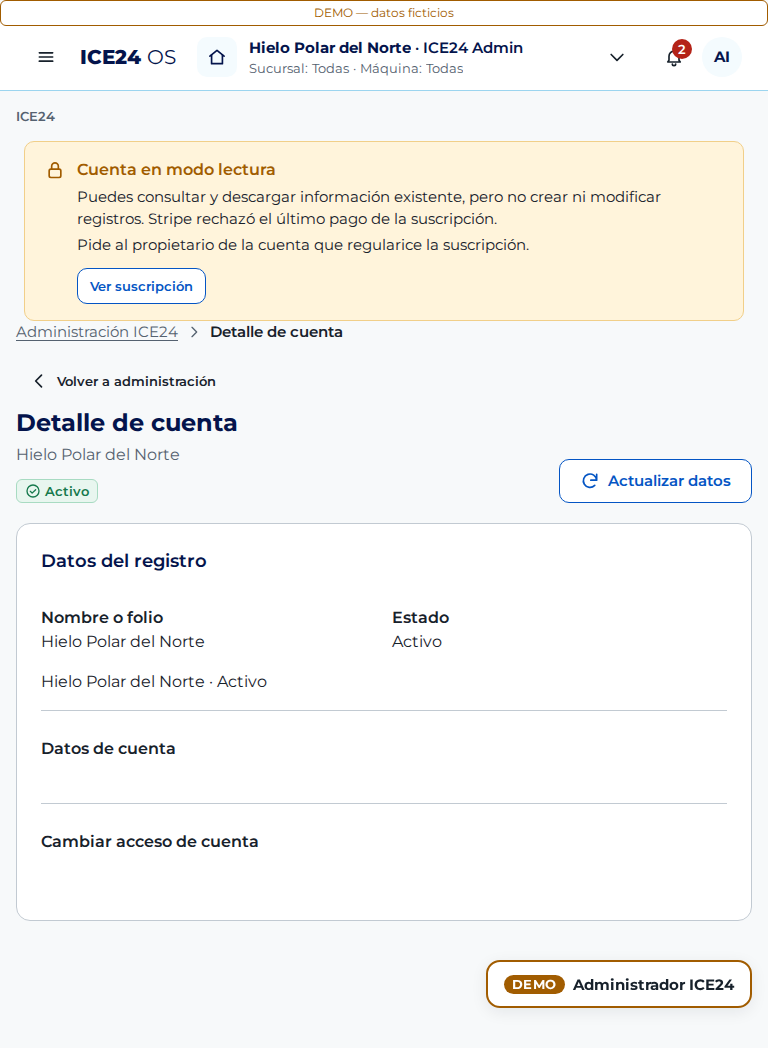 DEMO — datos ficticios
ICE24 OS
Hielo Polar del Norte · ICE24 Admin
Sucursal: Todas · Máquina: Todas
2
AI
ICE24
Cuenta en modo lectura
Puedes consultar y descargar información existente, pero no crear ni modificar
registros. Stripe rechazó el último pago de la suscripción.
Pide al propietario de la cuenta que regularice la suscripción.
Ver suscripción
Administración ICE24 > Detalle de cuenta
Volver a administración
Detalle de cuenta
Hielo Polar del Norte
Activo
Actualizar datos
Datos del registro
Nombre o folio
Hielo Polar del Norte
Estado
Activo
Hielo Polar del Norte · Activo
Datos de cuenta
Cambiar acceso de cuenta
DEMO Administrador ICE24